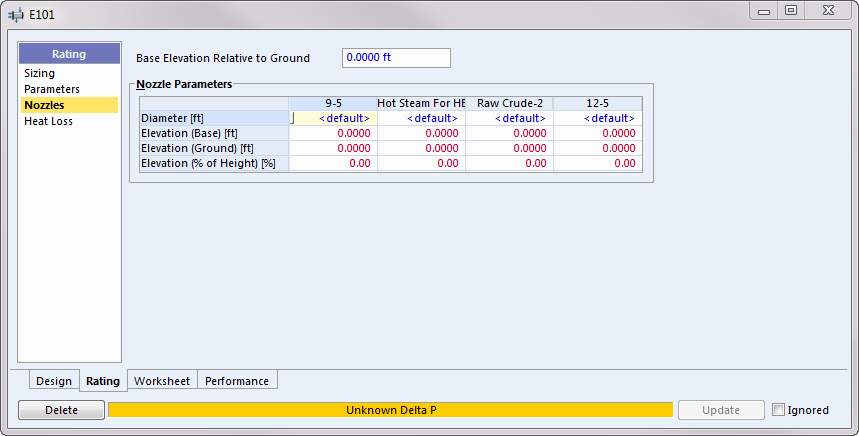 E101
Rating
Sizing
Parameters
Nozzles
Heat Loss
Base Elevation Relative to Ground 0.0000 ft
Nozzle Parameters
9-5 Hot Steam For HE Raw Crude-2 12-5
Diameter [ft] <default> <default> <default> <default>
Elevation (Base) [ft] 0.0000 0.0000 0.0000 0.0000
Elevation (Ground) [ft] 0.0000 0.0000 0.0000 0.0000
Elevation (% of Height) [%] 0.00 0.00 0.00 0.00
Design Rating Worksheet Performance
Delete Unknown Delta P Update Ignored